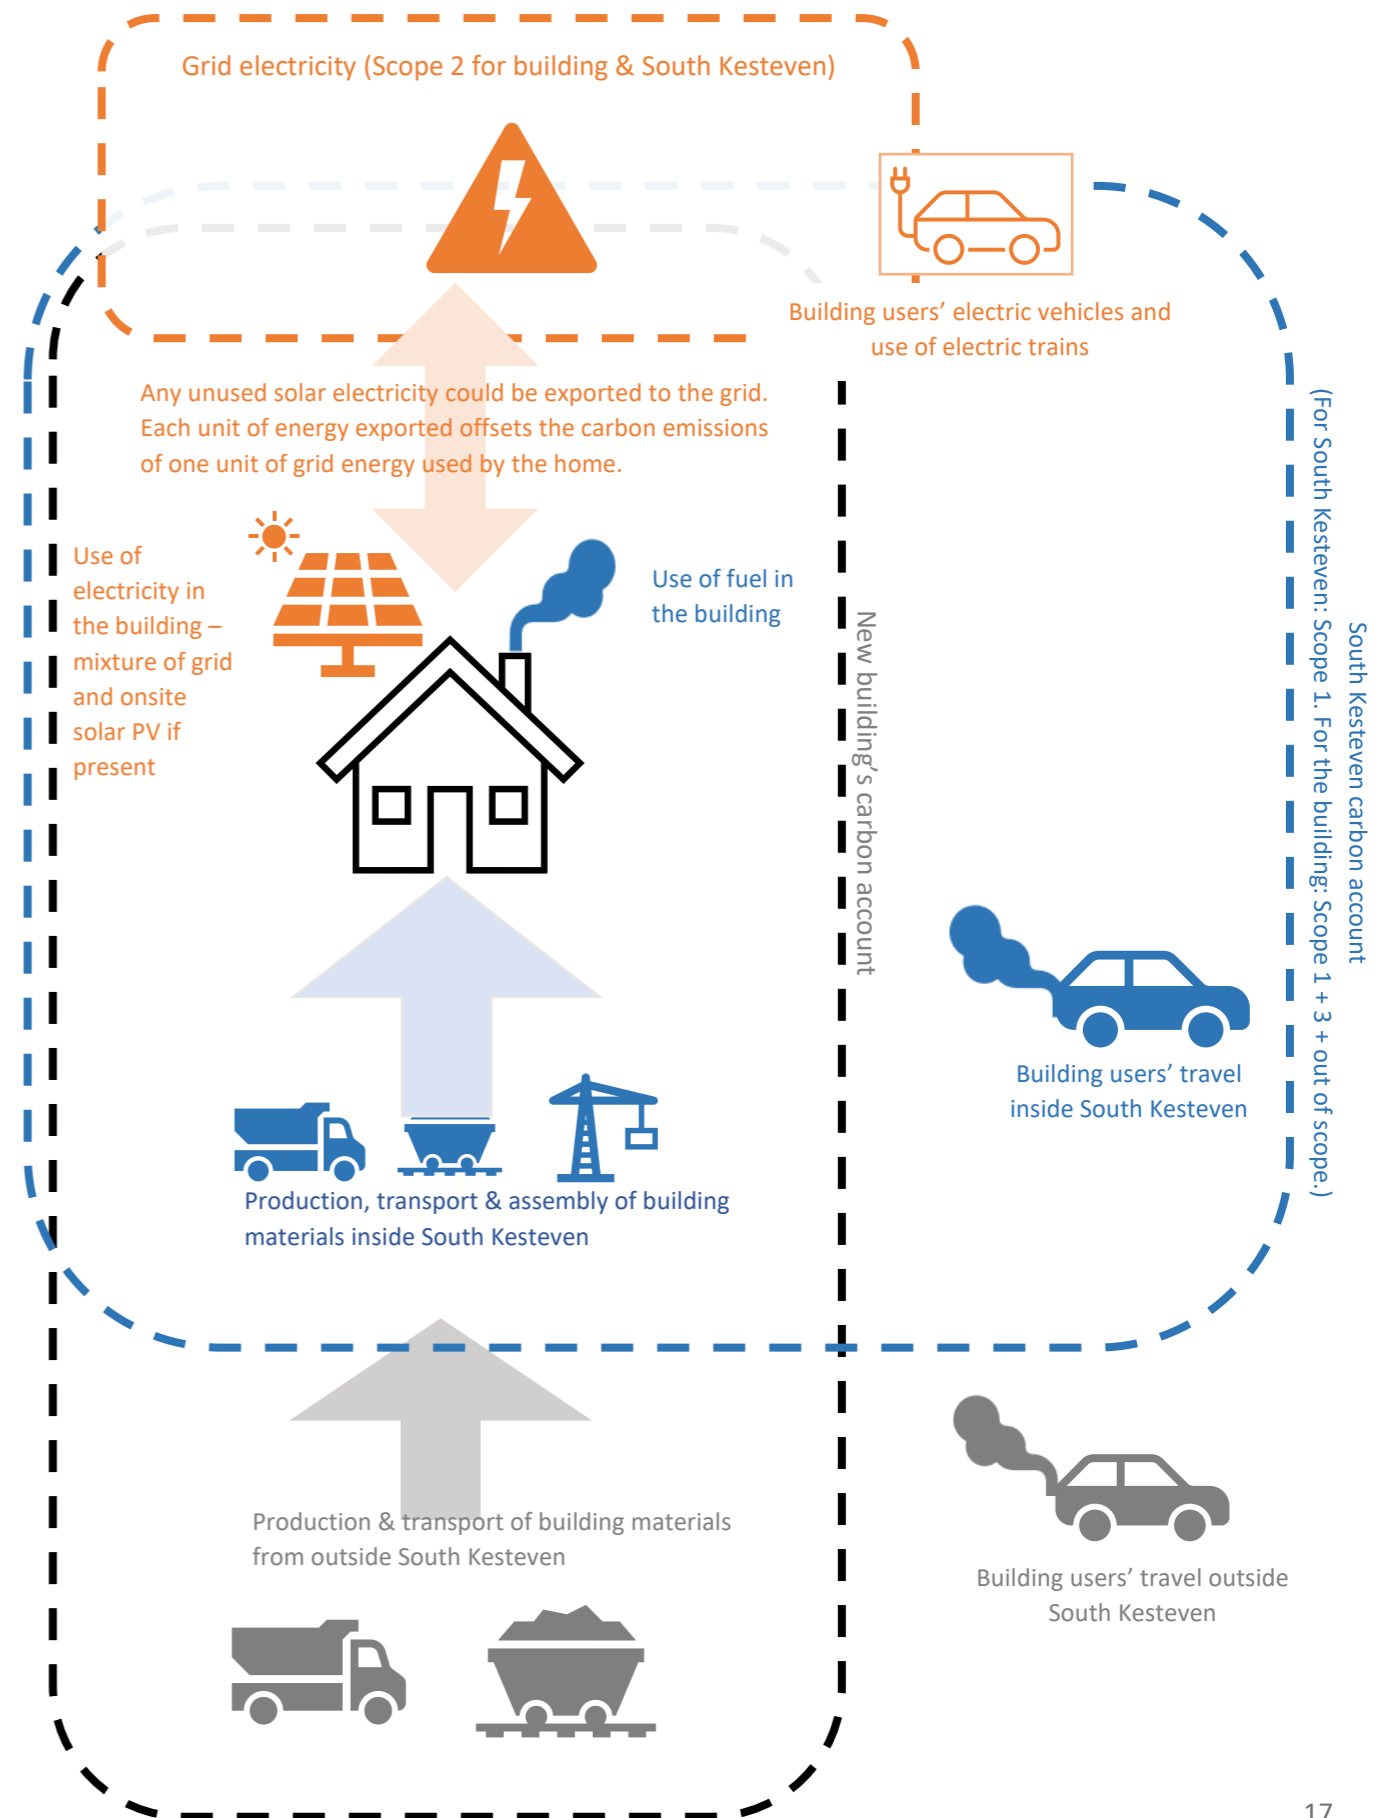 Grid electricity (Scope 2 for building & South Kesteven)
Building users’ electric vehicles and
use of electric trains
Any unused solar electricity could be exported to the grid.
Each unit of energy exported offsets the carbon emissions
of one unit of grid energy used by the home.
Use of
electricity in
the building –
mixture of grid
and onsite
solar PV if
present
Use of fuel in
the building
New building’s carbon account
South Kesteven carbon account
(For South Kesteven: Scope 1. For the building: Scope 1 + 3 + out of scope.)
Building users’ travel
inside South Kesteven
Production, transport & assembly of building
materials inside South Kesteven
Production & transport of building materials
from outside South Kesteven
Building users’ travel outside
South Kesteven
17